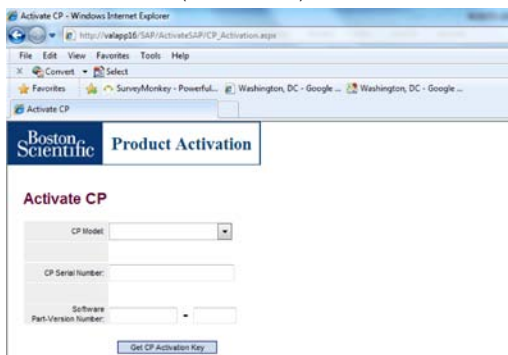 Activate CP - Windows Internet Explorer
http://valapp16/SAP/ActivateSAP/CP_Activation.aspx
File Edit View Favorites Tools Help
x Convert Select
Favorites SurveyMonkey - Powerful... Washington, DC - Google ... Washington, DC - Google ...
Activate CP
Boston Scientific
Product Activation
Activate CP
CP Model:
CP Serial Number:
Software
Part-Version Number: -
Get CP Activation Key